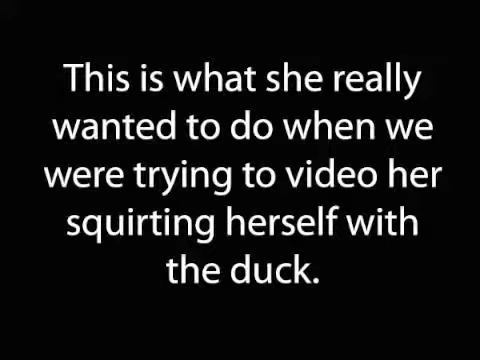 This is what she really
wanted to do when we
were trying to video her
squirting herself with
the duck.